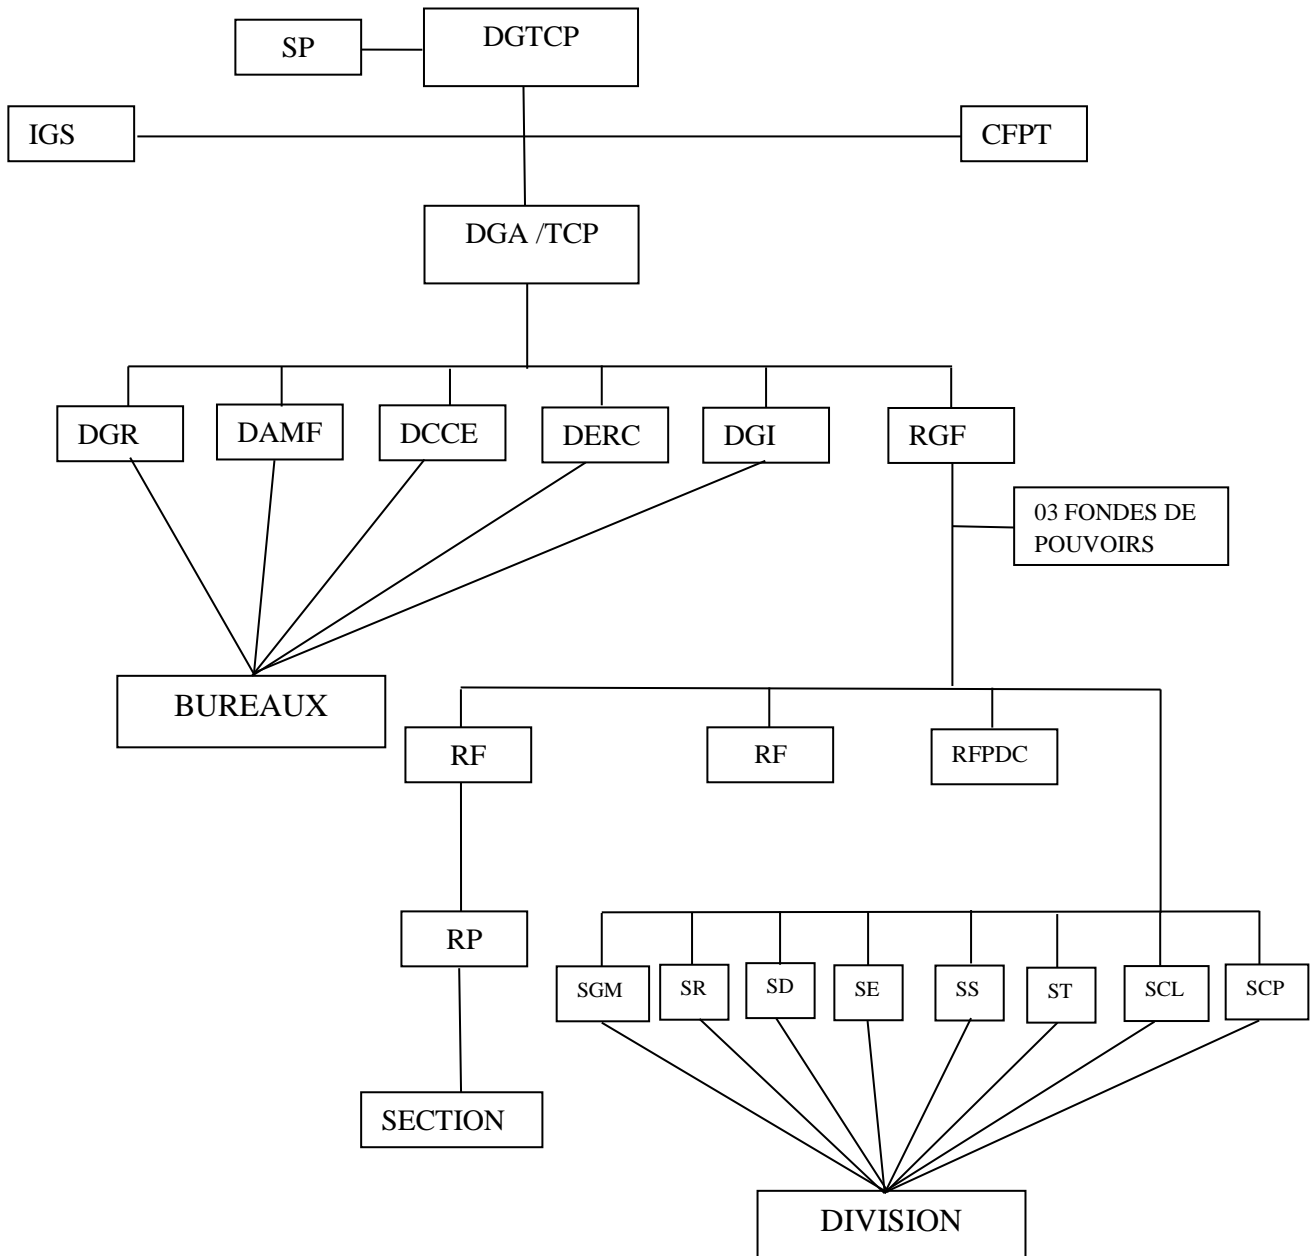 SP
DGTCP
IGS
CFPT
DGA /TCP
DGR
DAMF
DCCE
DERC
DGI
RGF
03 FONDES DE
POUVOIRS
BUREAUX
RF
RF
RFPDC
RP
SGM
SR
SD
SE
SS
ST
SCL
SCP
SECTION
DIVISION